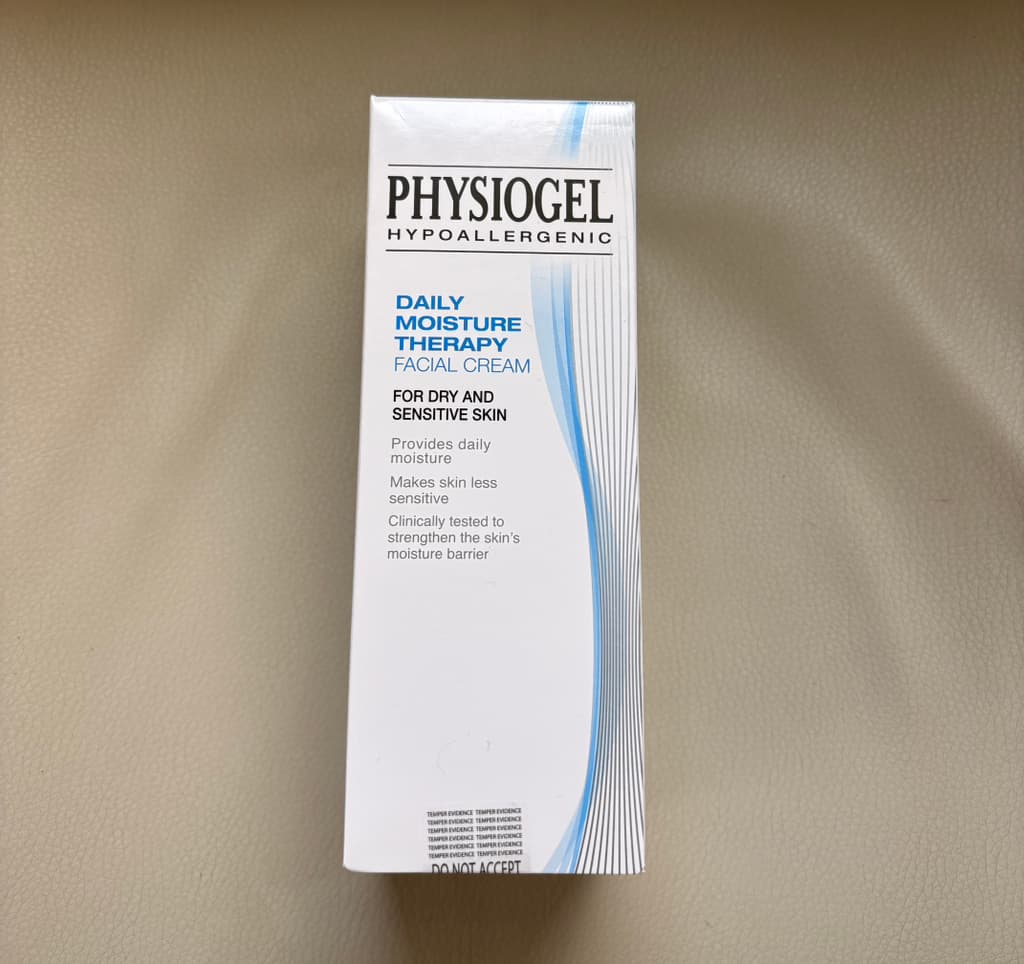 PHYSIOGEL
HYPOALLERGENIC
DAILY
MOISTURE
THERAPY
FACIAL CREAM
FOR DRY AND
SENSITIVE SKIN
Provides daily
moisture
Makes skin less
sensitive
Clinically tested to
strengthen the skin's
moisture barrier
TEMPER EVIDENCE TEMPER EVIDENCE
TEMPER EVIDENCE TEMPER EVIDENCE
TEMPER EVIDENCE TEMPER EVIDENCE
TEMPER EVIDENCE TEMPER EVIDENCE
TEMPER EVIDENCE TEMPER EVIDENCE
TEMPER EVIDENCE TEMPER EVIDENCE
DO NOT ACCEPT